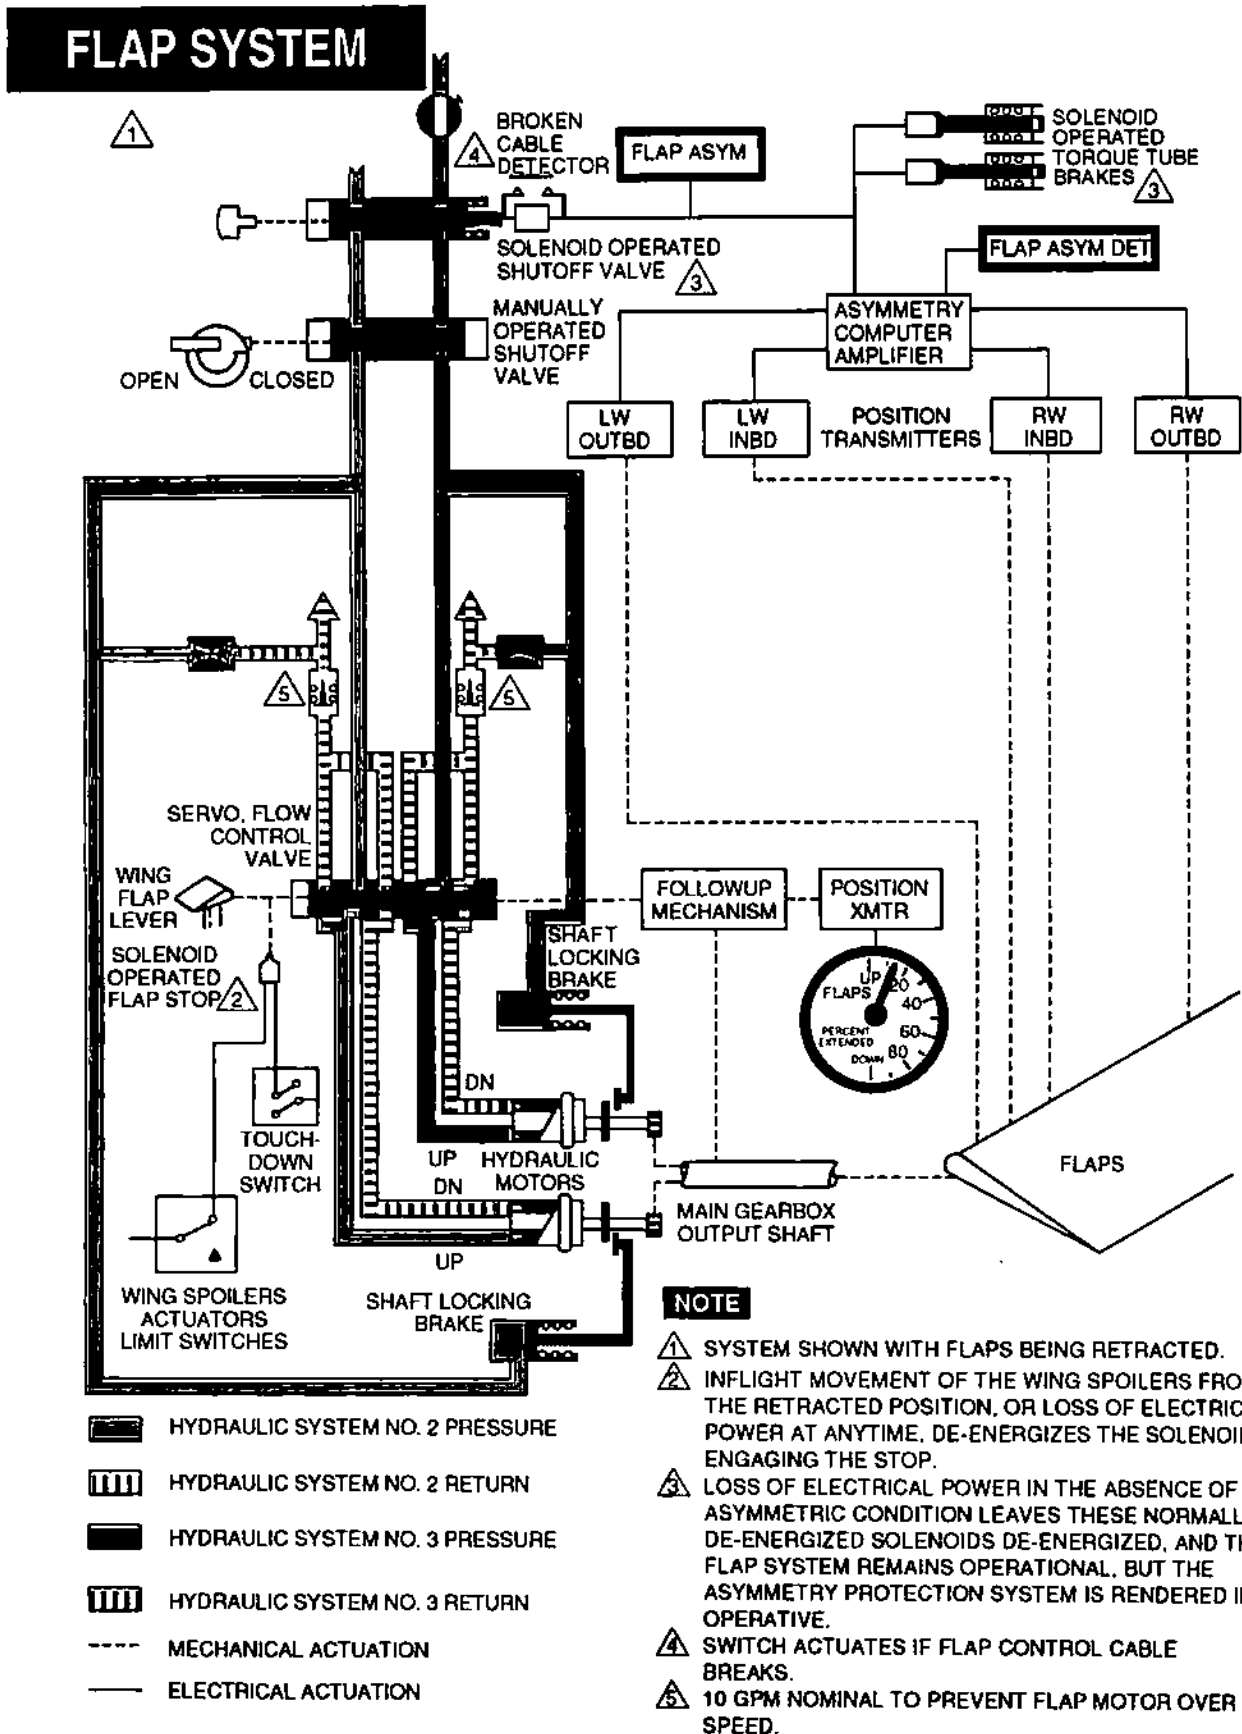 FLAP SYSTEM
1
4
BROKEN
CABLE
DETECTOR
FLAP ASYM
SOLENOID
OPERATED
TORQUE TUBE
BRAKES 3
SOLENOID OPERATED
SHUTOFF VALVE 3
FLAP ASYM DET
MANUALLY
OPERATED
SHUTOFF
VALVE
OPEN CLOSED
ASYMMETRY
COMPUTER
AMPLIFIER
LW
OUTBD
LW
INBD
POSITION
TRANSMITTERS
RW
INBD
RW
OUTBD
5
5
SERVO, FLOW
CONTROL
VALVE
WING
FLAP
LEVER
FOLLOWUP
MECHANISM
POSITION
XMTR
SOLENOID
OPERATED
FLAP STOP 2
SHAFT
LOCKING
BRAKE
UP
FLAPS
20
40
60
80
PERCENT
EXTENDED
DOWN
TOUCH-
DOWN
SWITCH
DN
UP
HYDRAULIC
MOTORS
DN
UP
MAIN GEARBOX
OUTPUT SHAFT
FLAPS
WING SPOILERS
ACTUATORS
LIMIT SWITCHES
SHAFT LOCKING
BRAKE
HYDRAULIC SYSTEM NO. 2 PRESSURE
HYDRAULIC SYSTEM NO. 2 RETURN
HYDRAULIC SYSTEM NO. 3 PRESSURE
HYDRAULIC SYSTEM NO. 3 RETURN
MECHANICAL ACTUATION
ELECTRICAL ACTUATION
NOTE
1 SYSTEM SHOWN WITH FLAPS BEING RETRACTED.
2 INFLIGHT MOVEMENT OF THE WING SPOILERS FRO
THE RETRACTED POSITION, OR LOSS OF ELECTRIC
POWER AT ANYTIME, DE-ENERGIZES THE SOLENOI
ENGAGING THE STOP.
3 LOSS OF ELECTRICAL POWER IN THE ABSENCE OF
ASYMMETRIC CONDITION LEAVES THESE NORMALL
DE-ENERGIZED SOLENOIDS DE-ENERGIZED, AND TH
FLAP SYSTEM REMAINS OPERATIONAL, BUT THE
ASYMMETRY PROTECTION SYSTEM IS RENDERED I
OPERATIVE.
4 SWITCH ACTUATES IF FLAP CONTROL CABLE
BREAKS.
5 10 GPM NOMINAL TO PREVENT FLAP MOTOR OVER
SPEED.